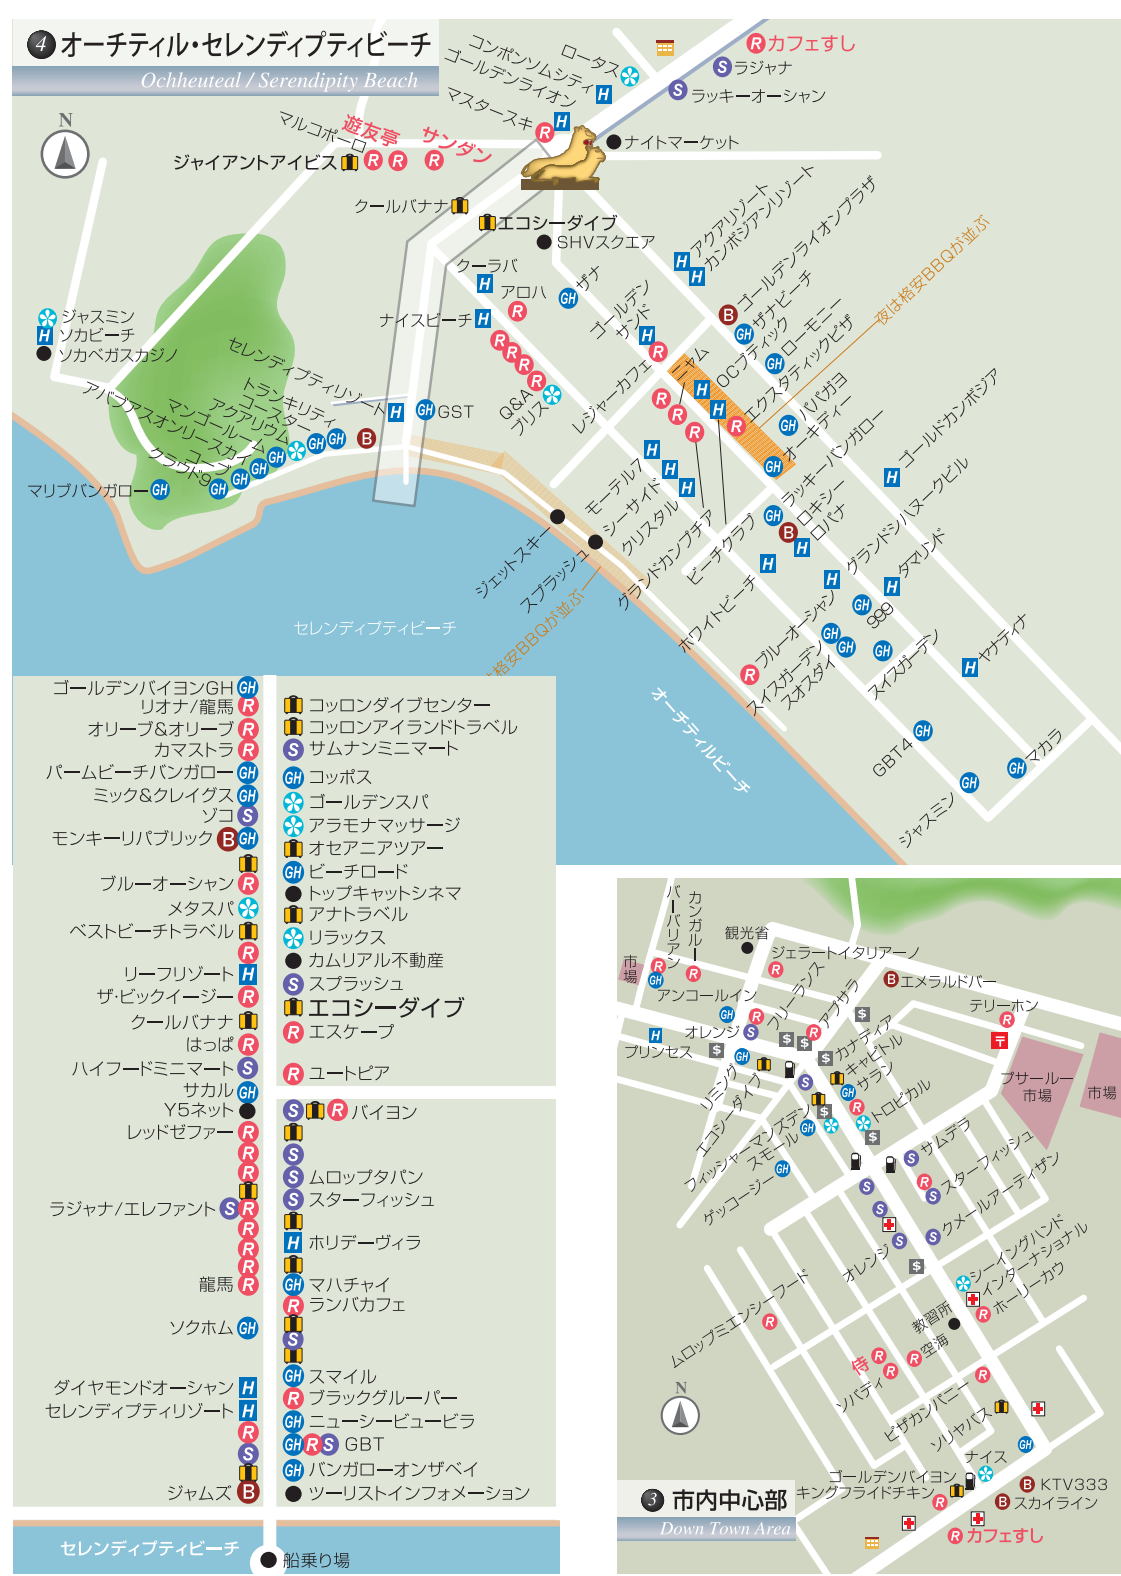 4 オーチティル・セレンディプティビーチ
Ochheuteal / Serendipity Beach
N
コンポンソムシティ
ゴールデンライオン
ロータス
マスタースキ
R カフェすし
S ラジャナ
S ラッキーオーシャン
H
マルコポーロ
遊友亭
サンダン
ジャイアントアイビス
ナイトマーケット
クールバナナ
エコシーダイブ
SHVスクエア
クーラバ
アロハ
ナイスビーチ
ザナ
ゴールデン
サンド
アクアリゾート
カンボジアンリゾート
ゴールデンライオンプラザ
ザナビーチ
OCブティック
ローモニー
エクスタティックピザ
夜は格安BBQが並ぶ
パパガヨ
オーキデー
ラッキーバンガロー
ロキシー
ロパナ
ゴールドカンボジア
グランドシハヌークビル
タマリンド
ジャスミン
ソカビーチ
ソカベガスカジノ
セレンディプティリゾート
トランキリティ
コースター
アクアリウム
マンゴールーム
アバブアスオンリースカイ
コーブ
クラウド9
マリブバンガロー
GST
Q&A
ブリス
レジャーカフェ
ニャム
モーテル7
シーサイド
クリスタル
グランドカンプチア
ビーチクラブ
ホワイトビーチ
ジェットスキー
スプラッシュ
格安BBQが並ぶ
セレンディプティビーチ
オーチティルビーチ
ブルーオーシャン
スイスガーデン
スオスダイ
999
スイスガーデン
ヤナティナ
GBT4
マカラ
ジャスミン
ゴールデンバイヨンGH GH
リオナ/龍馬 R
オリーブ&オリーブ R
カマストラ R
パームビーチバンガロー GH
ミック&クレイグス GH
ゾコ S
モンキーリパブリック B GH
ブルーオーシャン R
メタスパ
ベストビーチトラベル
R
リーフリゾート H
ザ・ビックイージー R
クールバナナ
はっぱ R
ハイフードミニマート S
サカル GH
Y5ネット
レッドゼファー R
R
R
ラジャナ/エレファント S R
R
R
R
龍馬 R
ソクホム GH
ダイヤモンドオーシャン H
セレンディプティリゾート H
R
S
ジャムズ B
コッロンダイブセンター
コッロンアイランドトラベル
S サムナンミニマート
GH コッポス
ゴールデンスパ
アラモナマッサージ
オセアニアツアー
GH ビーチロード
トップキャットシネマ
アナトラベル
リラックス
カムリアル不動産
S スプラッシュ
エコシーダイブ
R エスケープ
R ユートピア
S R バイヨン
S
S ムロップタパン
S スターフィッシュ
H ホリデーヴィラ
GH マハチャイ
R ランバカフェ
S
GH スマイル
R ブラックグルーパー
GH ニューシービュービラ
GH R S GBT
GH バンガローオンザベイ
ツーリストインフォメーション
セレンディプティビーチ
船乗り場
バーバリアン
カンガルー
観光省
市場
ジェラートイタリアーノ
B エメラルドバー
アンコールイン
フリーランス
アプサラ
テリーホン
オレンジ
プリンセス
カナディア
キャピトル
サラン
トロピカル
プサールー
市場
市場
リミング
エコシーダイブ
フィッシャーマンズデン
スモール
ゲッコージー
サムデラ
スターフィッシュ
クメールアーティザン
オレンジ
シーイングハンド
インターナショナル
ホーリーカウ
教習所
空海
ムロップミエンシーフード
侍
ソバディ
ピザカンパニー
ソリヤバス
N
ナイス
ゴールデンバイヨン
キングフライドチキン
B KTV333
B スカイライン
R カフェすし
3 市内中心部
Down Town Area